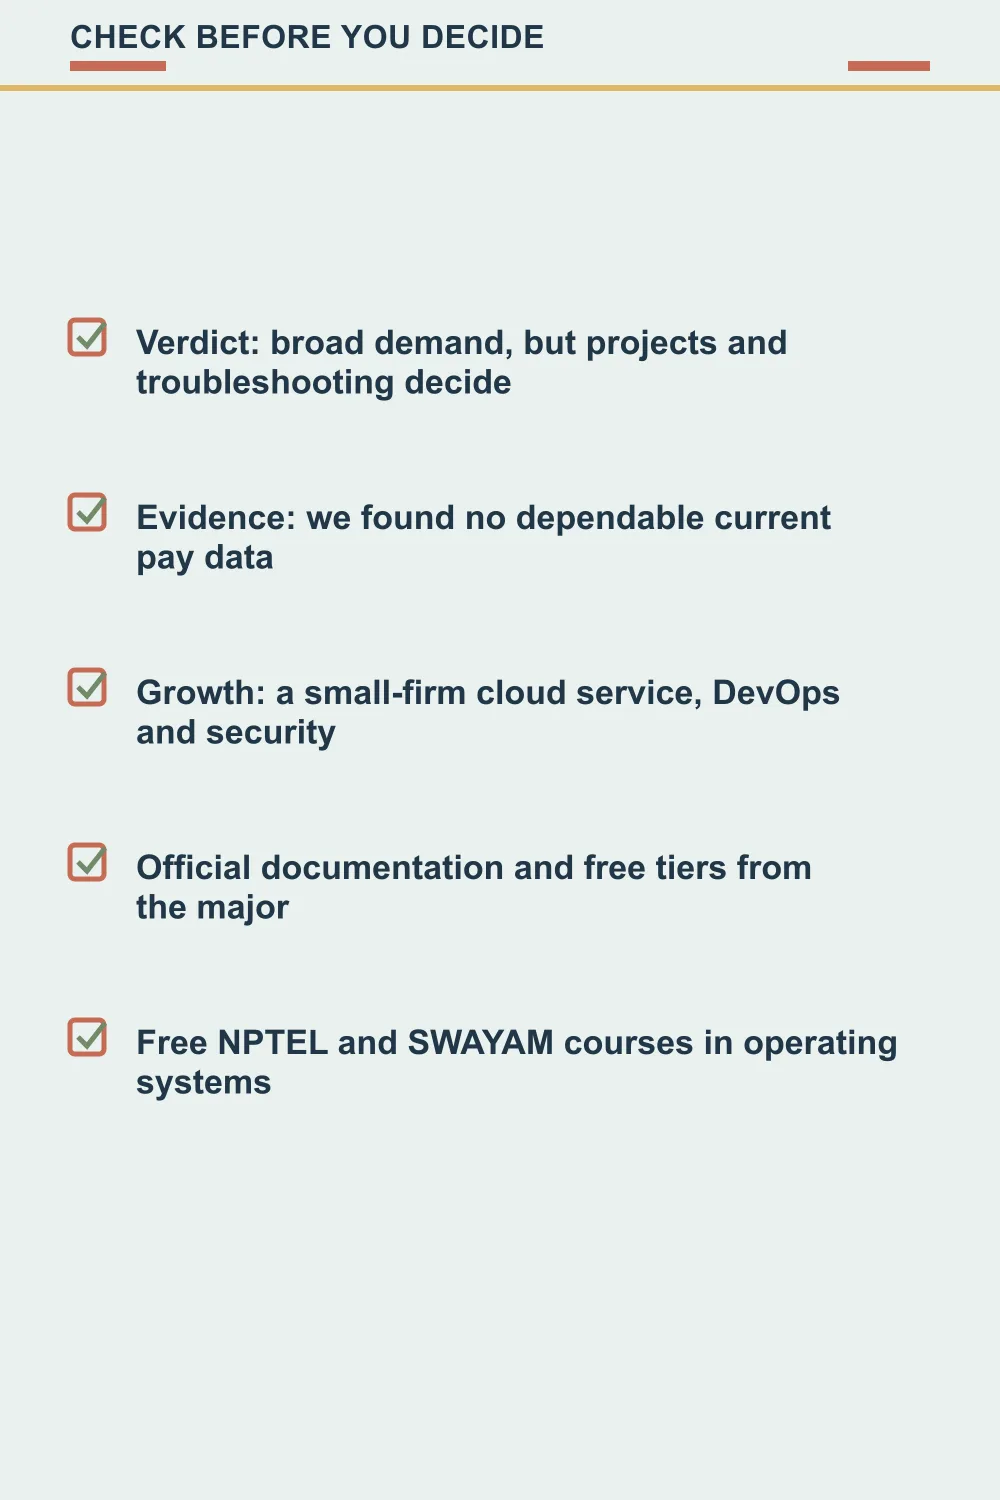 CHECK BEFORE YOU DECIDE
Verdict: broad demand, but projects and
troubleshooting decide
Evidence: we found no dependable current
pay data
Growth: a small-firm cloud service, DevOps
and security
Official documentation and free tiers from
the major
Free NPTEL and SWAYAM courses in operating
systems